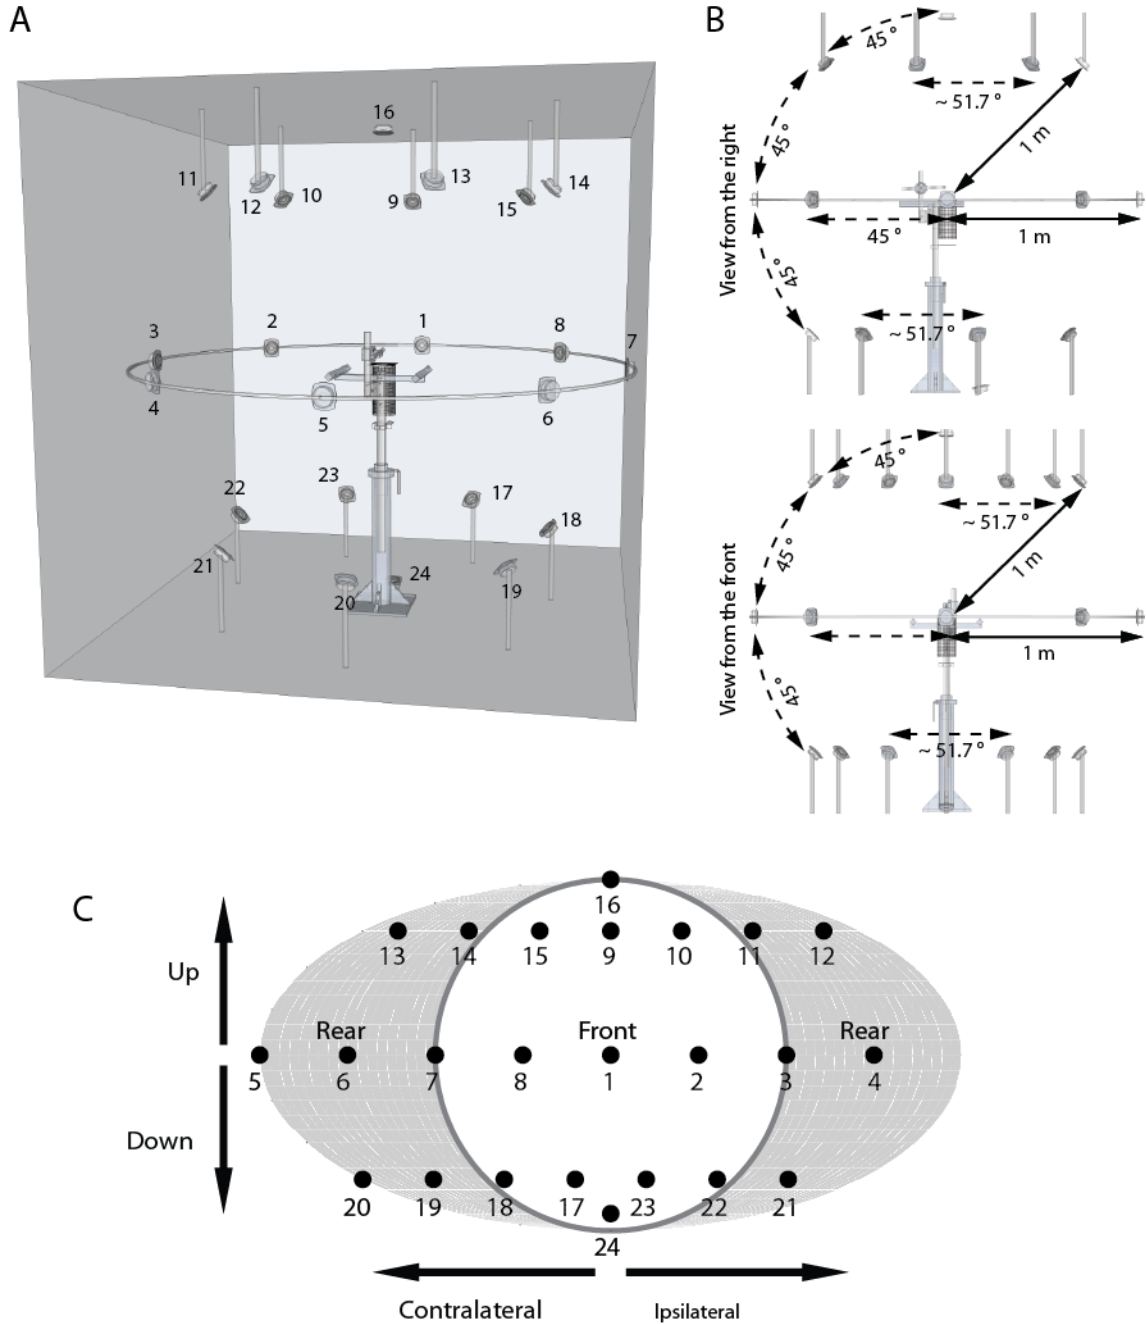 A
16
11
12
10
9
13
15
14
3
2
1
8
7
4
5
6
23
22
17
18
21
20
24
19
B
45 °
~ 51.7 °
45 °
1 m
View from the right
45 °
1 m
45°
~ 51.7 °
45 °
~ 51.7 °
45 °
1 m
View from the front
1 m
45°
~ 51.7 °
C
16
13
14
15
9
10
11
12
Up
Rear
Front
Rear
5
6
7
8
1
2
3
4
Down
20
19
18
17
23
22
21
24
Contralateral
Ipsilateral